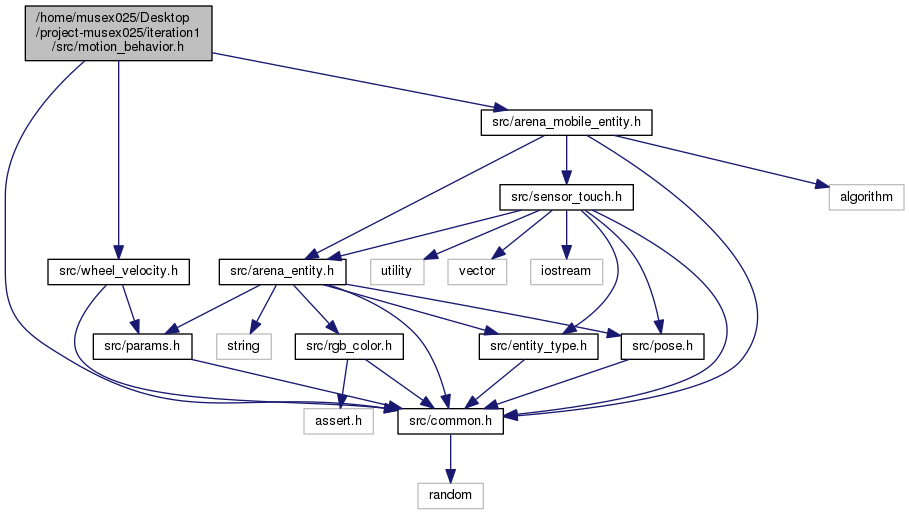 /home/musex025/Desktop
/project-musex025/iteration1
/src/motion_behavior.h
src/arena_mobile_entity.h
src/sensor_touch.h
algorithm
src/wheel_velocity.h
src/arena_entity.h
utility
vector
iostream
src/params.h
string
src/rgb_color.h
src/entity_type.h
src/pose.h
assert.h
src/common.h
random